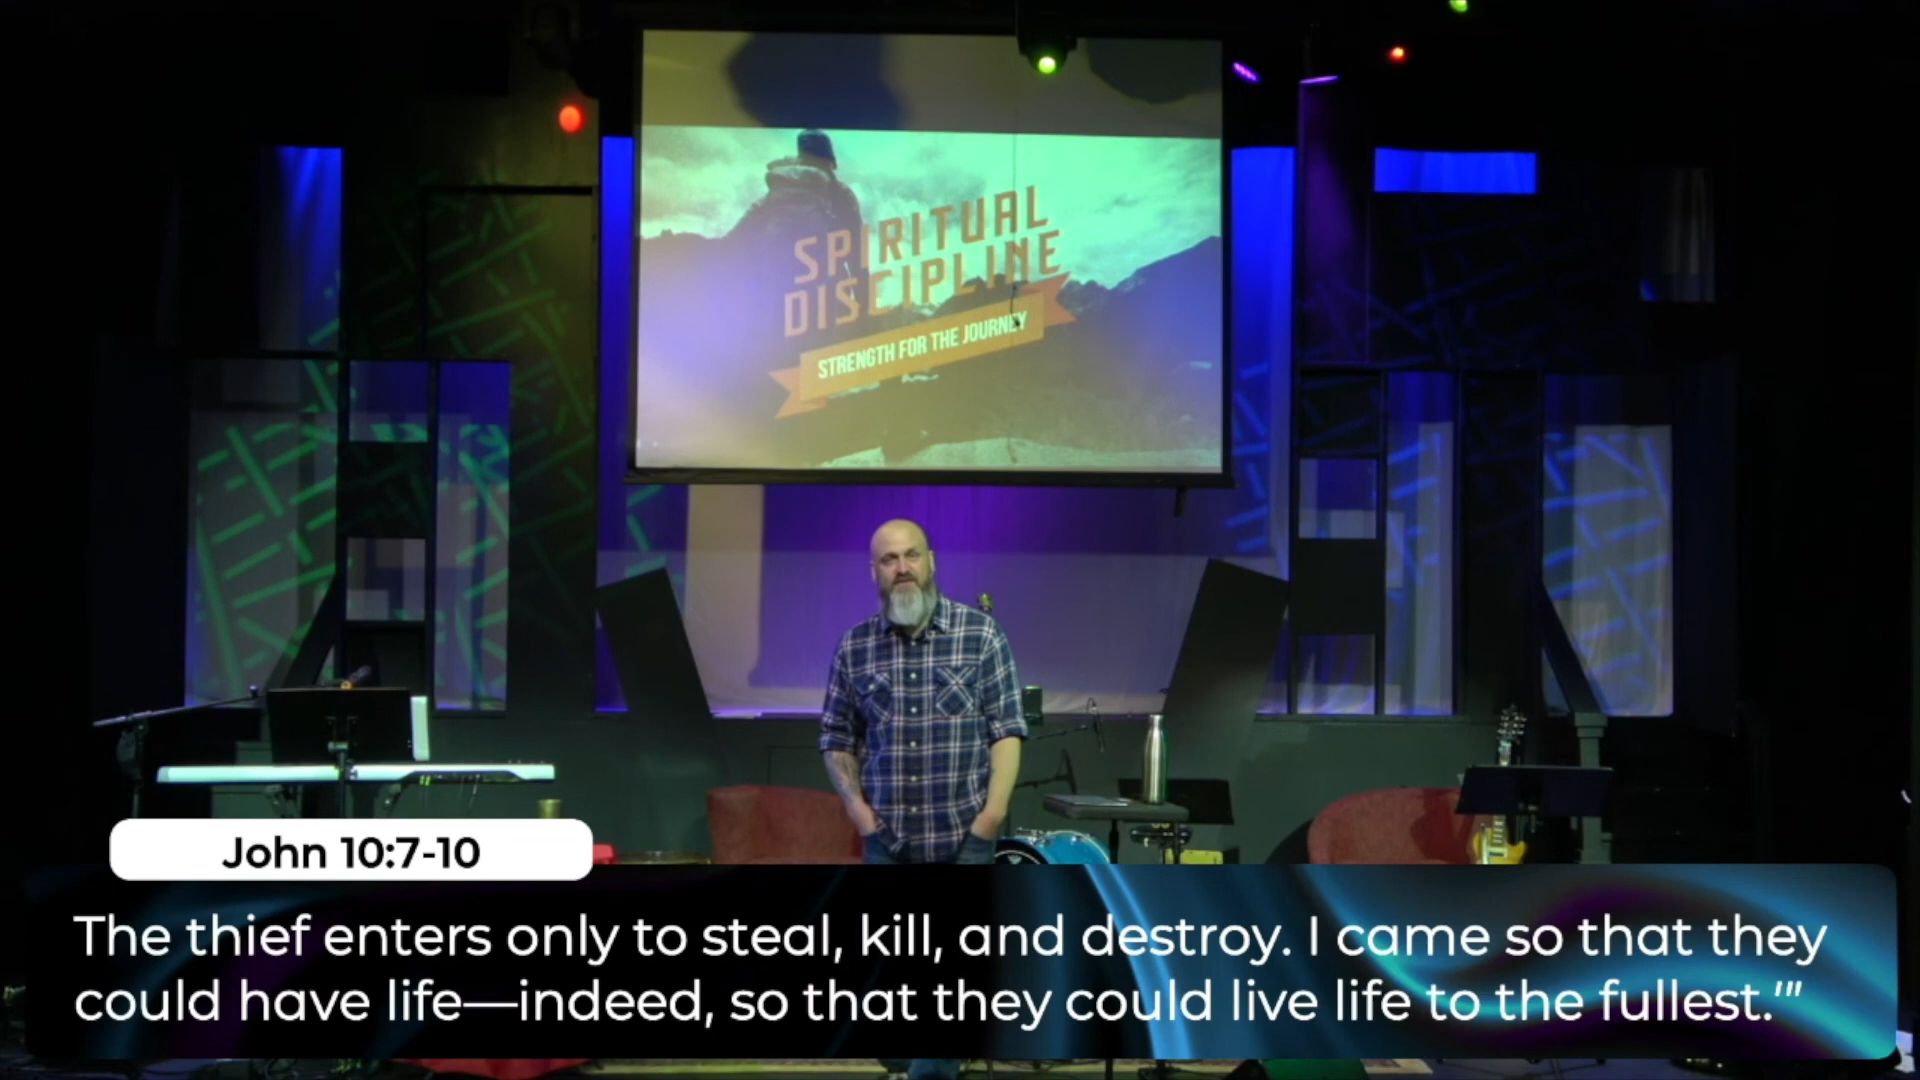 SPIRITUAL
DISCIPLINE
STRENGTH FOR THE JOURNEY
John 10:7-10
The thief enters only to steal, kill, and destroy. I came so that they
could have life—indeed, so that they could live life to the fullest.'"